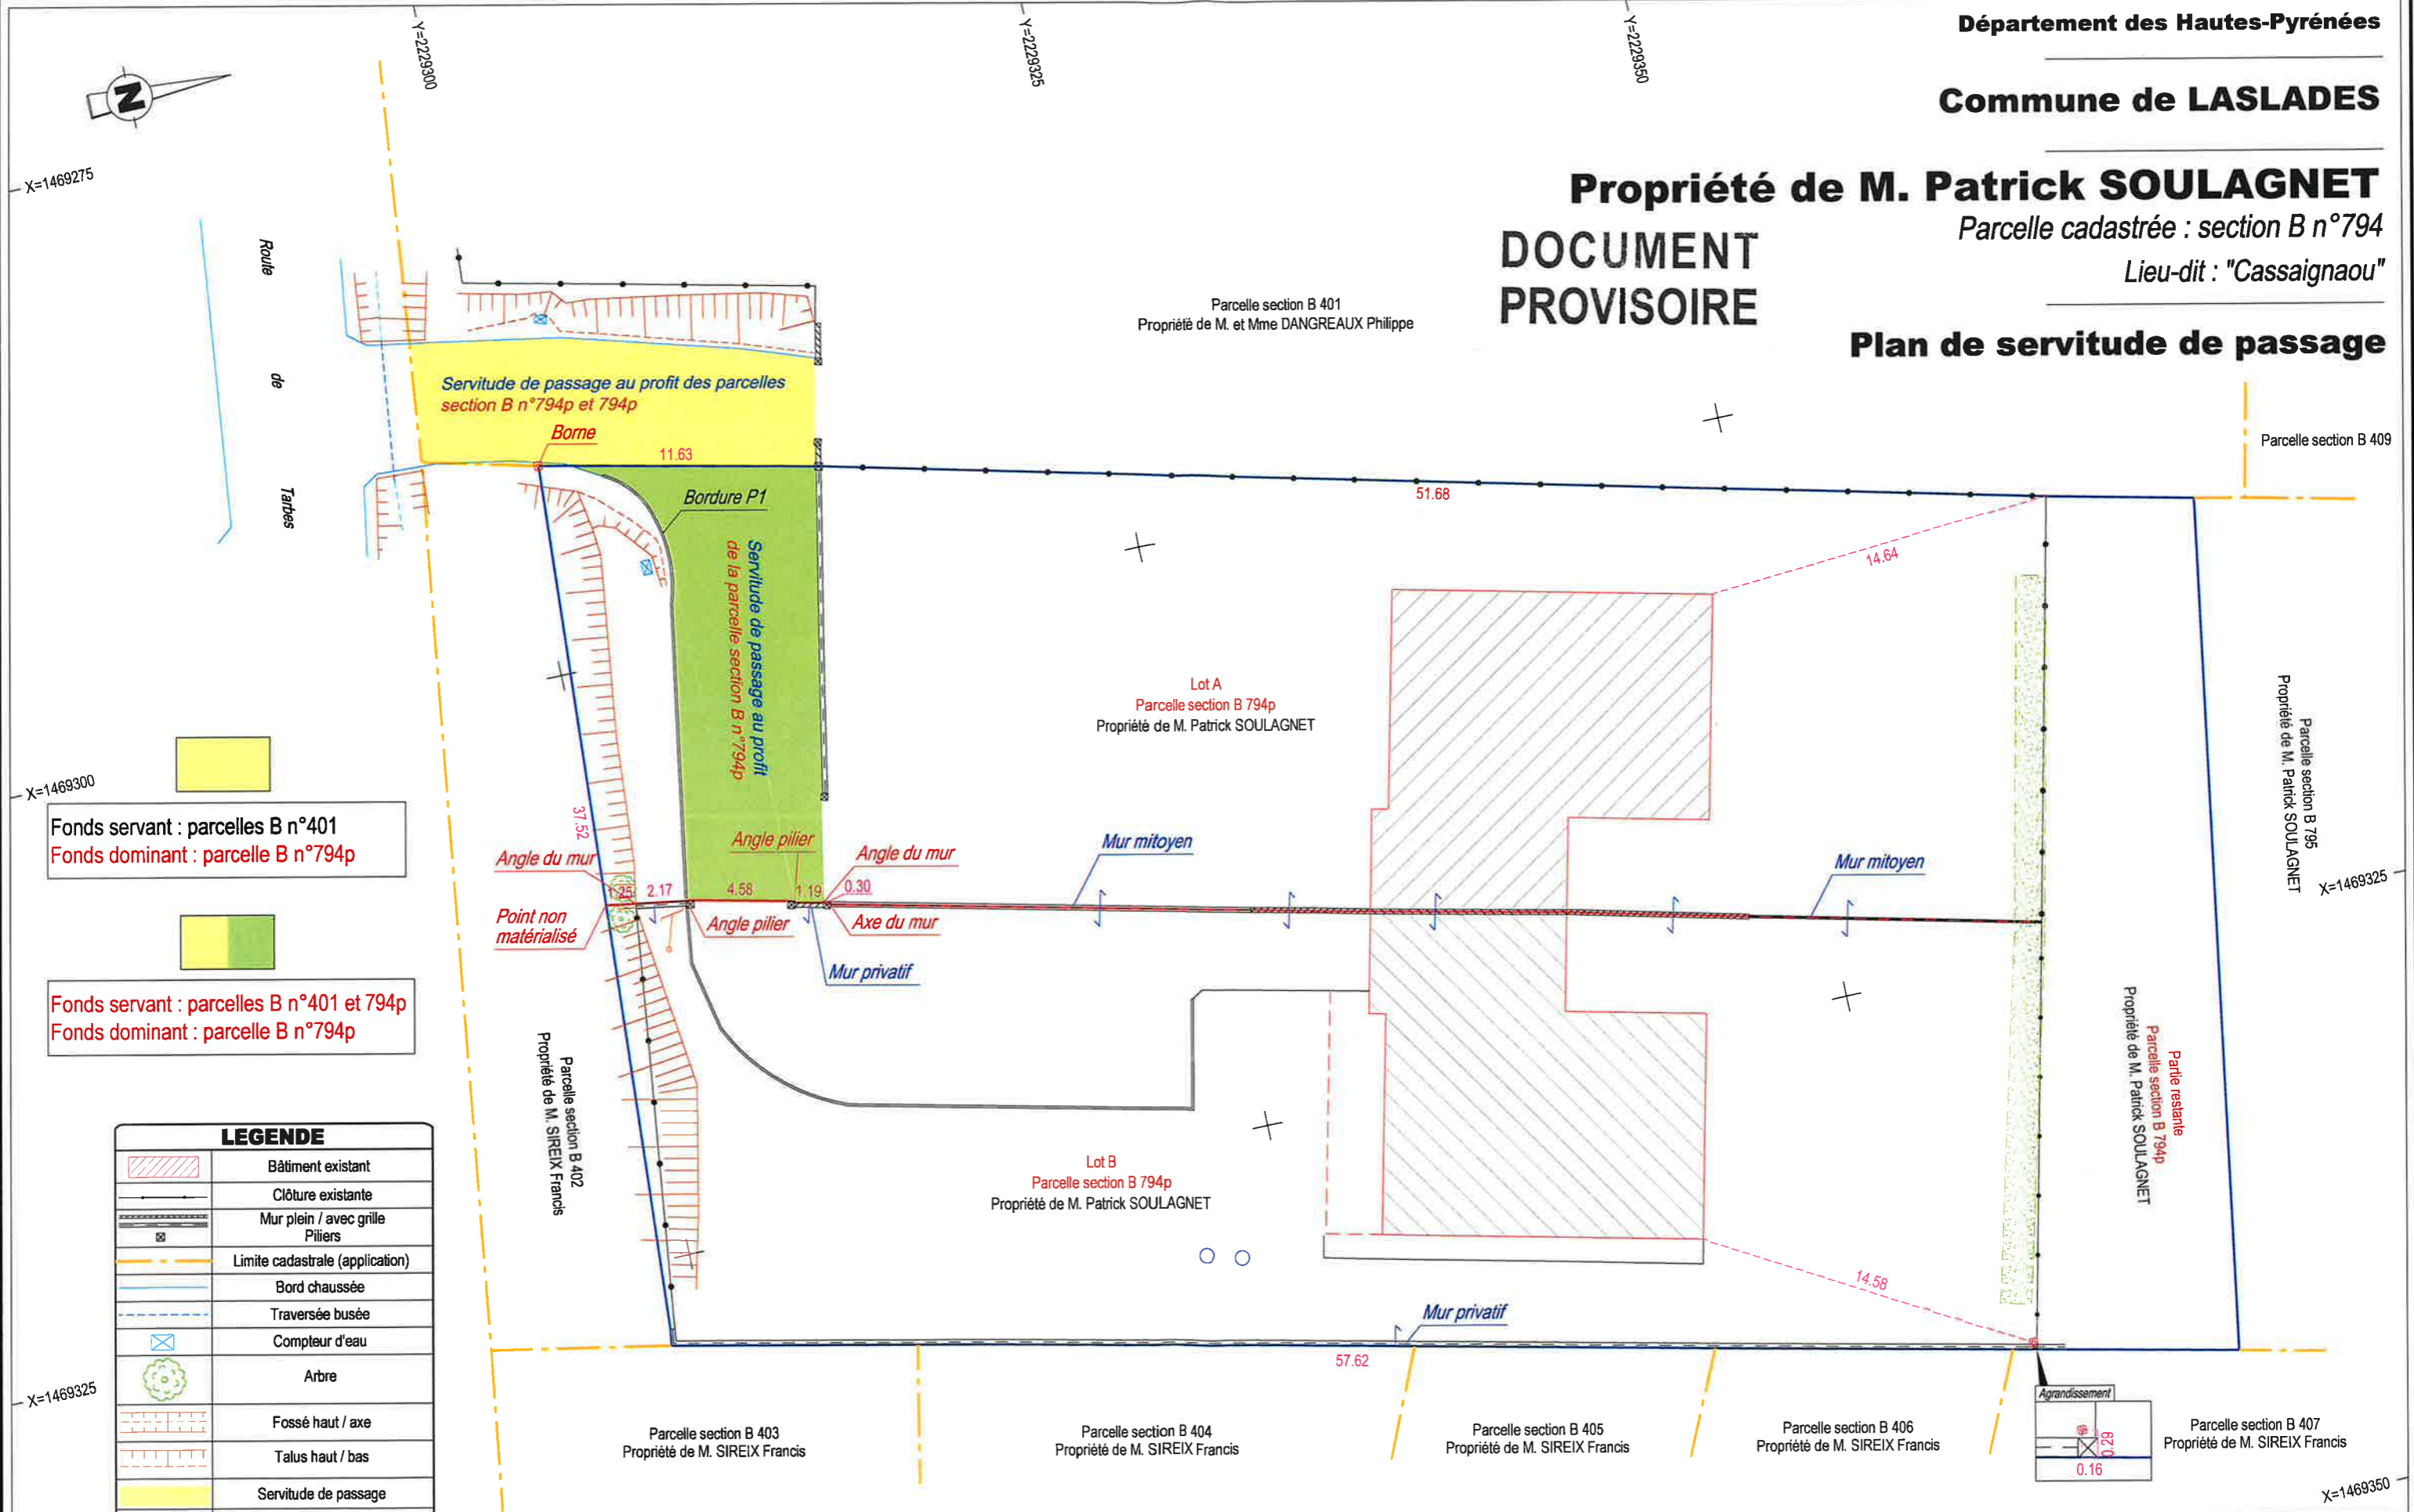 Département des Hautes-Pyrénées
Commune de LASLADES
Propriété de M. Patrick SOULAGNET
Parcelle cadastrée : section B n°794
Lieu-dit : "Cassaignaou"
DOCUMENT
PROVISOIRE
Plan de servitude de passage
Y=2229300
Y=2229325
Y=2229350
N
X=1469275
Route
de
Tarbes
Parcelle section B 401
Propriété de M. et Mme DANGREAUX Philippe
Parcelle section B 409
Servitude de passage au profit des parcelles
section B n°794p et 794p
Borne
11.63
51.68
Bordure P1
Servitude de passage au profit
de la parcelle section B n°794p
14.64
Lot A
Parcelle section B 794p
Propriété de M. Patrick SOULAGNET
Parcelle section B 795
Propriété de M. Patrick SOULAGNET
X=1469300
Fonds servant : parcelles B n°401
Fonds dominant : parcelle B n°794p
37.52
Angle du mur
Angle pilier
Angle du mur
Mur mitoyen
Mur mitoyen
X=1469325
1.25
2.17
4.58
1.19
0.30
Point non
matérialisé
Angle pilier
Axe du mur
Mur privatif
Fonds servant : parcelles B n°401 et 794p
Fonds dominant : parcelle B n°794p
Parcelle section B 402
Propriété de M. SIREIX Francis
Partie restante
Parcelle section B 794p
Propriété de M. Patrick SOULAGNET
Lot B
Parcelle section B 794p
Propriété de M. Patrick SOULAGNET
14.58
Mur privatif
57.62
LEGENDE
Bâtiment existant
Clôture existante
Mur plein / avec grille
Piliers
Limite cadastrale (application)
Bord chaussée
Traversée busée
Compteur d'eau
Arbre
Fossé haut / axe
Talus haut / bas
Servitude de passage
X=1469325
Parcelle section B 403
Propriété de M. SIREIX Francis
Parcelle section B 404
Propriété de M. SIREIX Francis
Parcelle section B 405
Propriété de M. SIREIX Francis
Parcelle section B 406
Propriété de M. SIREIX Francis
Agrandissement
0.29
0.16
Parcelle section B 407
Propriété de M. SIREIX Francis
X=1469350